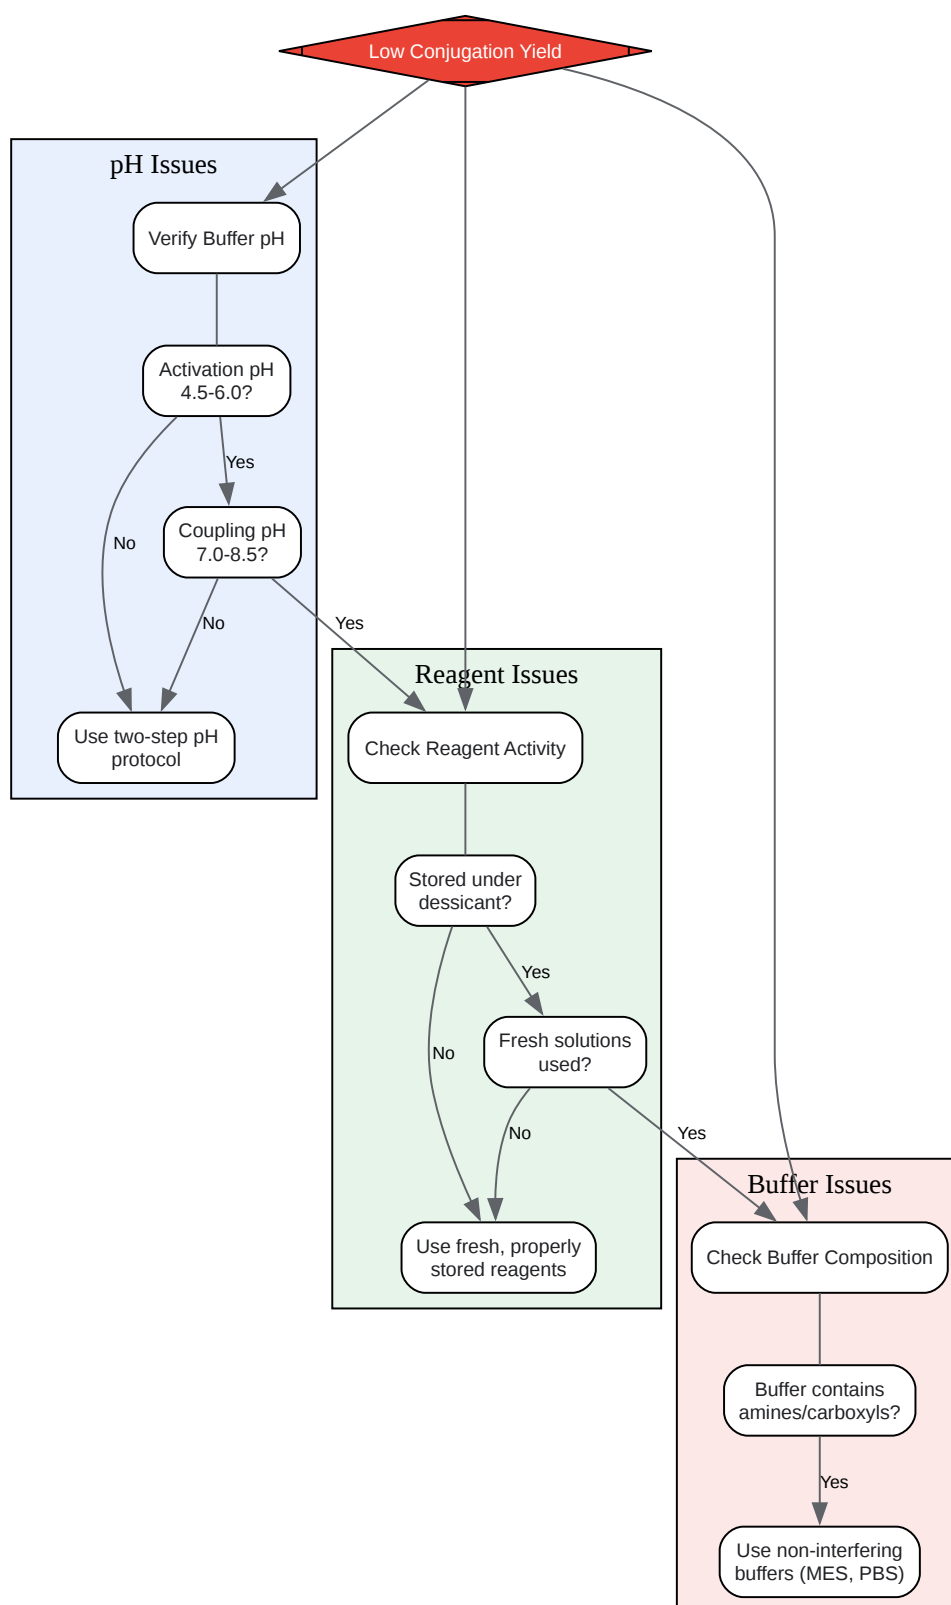 Low Conjugation Yield
pH Issues
Verify Buffer pH
Activation pH
4.5-6.0?
Yes
No
Coupling pH
7.0-8.5?
No
Yes
Use two-step pH
protocol
Reagent Issues
Check Reagent Activity
Stored under
dessicant?
Yes
No
Fresh solutions
used?
No
Yes
Use fresh, properly
stored reagents
Buffer Issues
Check Buffer Composition
Buffer contains
amines/carboxyls?
Yes
Use non-interfering
buffers (MES, PBS)